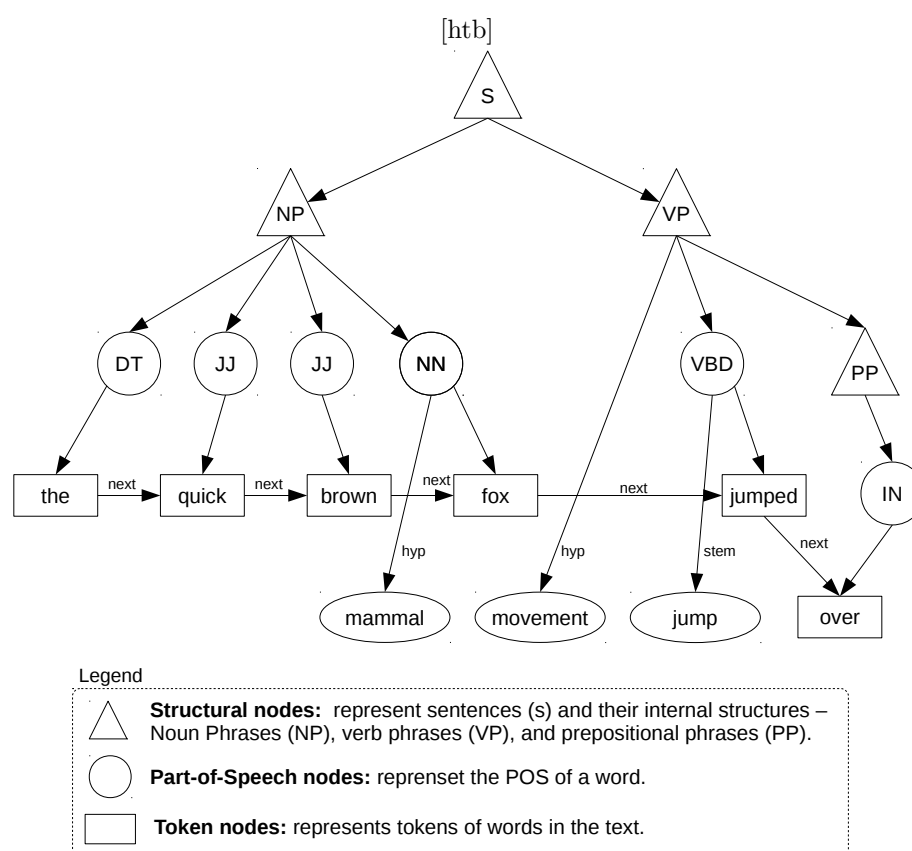 [htb]
S
NP VP
DT JJ JJ NN VBD PP
the next quick next brown next fox next jumped IN
next
hyp hyp stem
mammal movement jump over
Legend
Structural nodes: represent sentences (s) and their internal structures –
Noun Phrases (NP), verb phrases (VP), and prepositional phrases (PP).
Part-of-Speech nodes: reprenset the POS of a word.
Token nodes: represents tokens of words in the text.